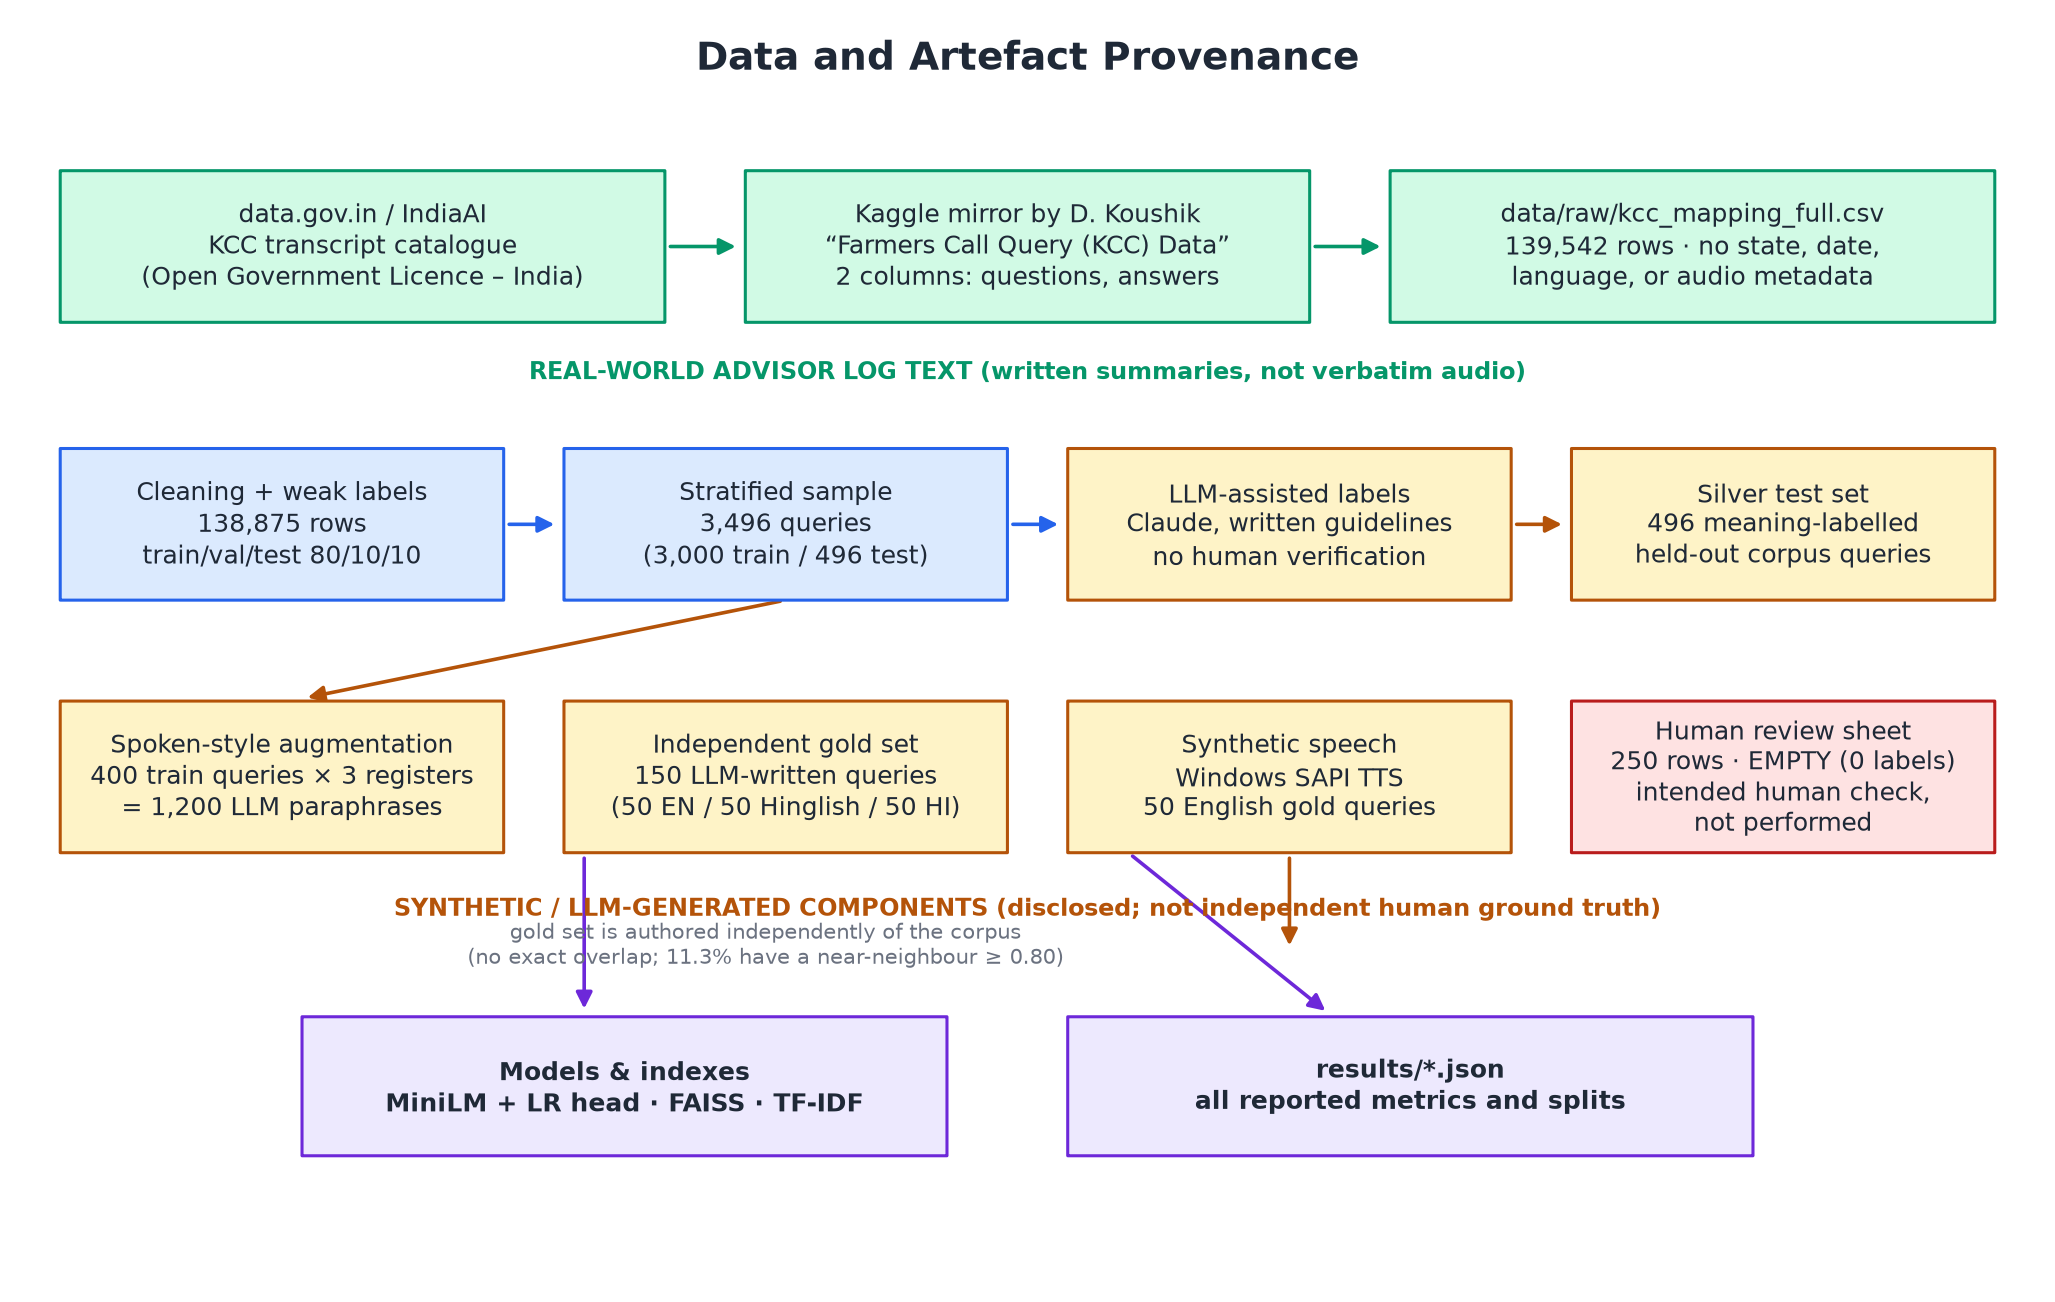 Data and Artefact Provenance
data.gov.in / IndiaAI
KCC transcript catalogue
(Open Government Licence – India)
Kaggle mirror by D. Koushik
“Farmers Call Query (KCC) Data”
2 columns: questions, answers
data/raw/kcc_mapping_full.csv
139,542 rows · no state, date,
language, or audio metadata
REAL-WORLD ADVISOR LOG TEXT (written summaries, not verbatim audio)
Cleaning + weak labels
138,875 rows
train/val/test 80/10/10
Stratified sample
3,496 queries
(3,000 train / 496 test)
LLM-assisted labels
Claude, written guidelines
no human verification
Silver test set
496 meaning-labelled
held-out corpus queries
Spoken-style augmentation
400 train queries × 3 registers
= 1,200 LLM paraphrases
Independent gold set
150 LLM-written queries
(50 EN / 50 Hinglish / 50 HI)
Synthetic speech
Windows SAPI TTS
50 English gold queries
Human review sheet
250 rows · EMPTY (0 labels)
intended human check,
not performed
SYNTHETIC / LLM-GENERATED COMPONENTS (disclosed; not independent human ground truth)
gold set is authored independently of the corpus
(no exact overlap; 11.3% have a near-neighbour ≥ 0.80)
Models & indexes
MiniLM + LR head · FAISS · TF-IDF
results/*.json
all reported metrics and splits